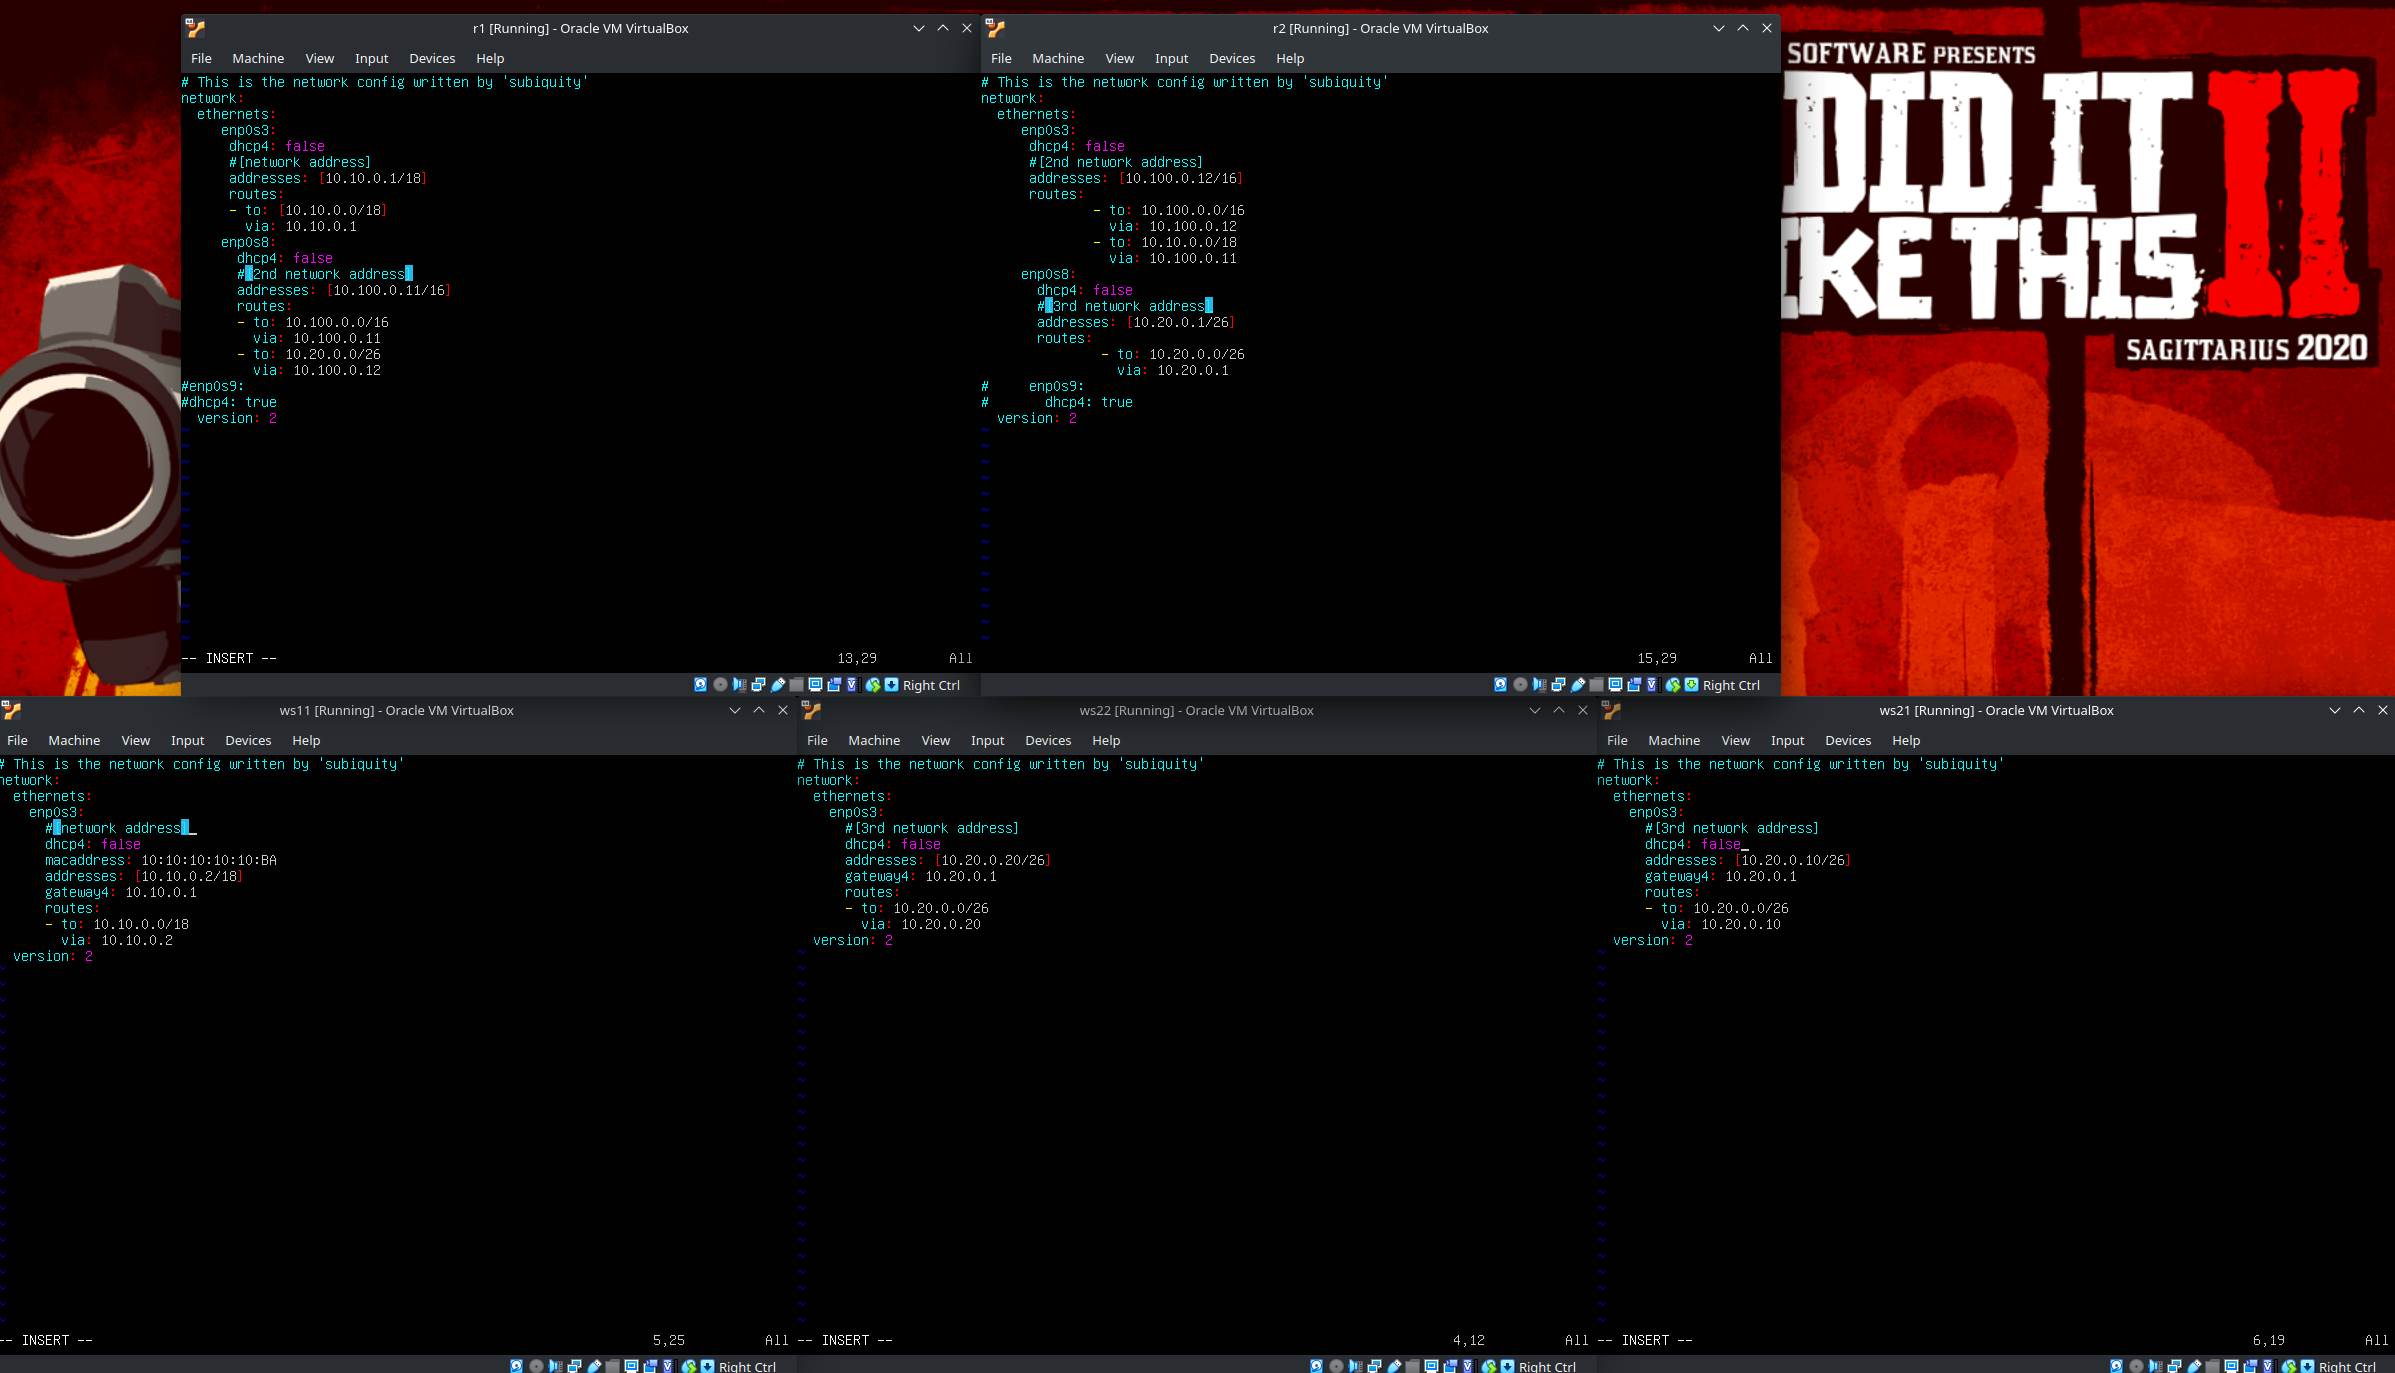 r1 [Running] - Oracle VM VirtualBox
File Machine View Input Devices Help
# This is the network config written by 'subiquity'
network:
  ethernets:
     enp0s3:
      dhcp4: false
      #[network address]
      addresses: [10.10.0.1/18]
      routes:
      - to: [10.10.0.0/18]
        via: 10.10.0.1
     enp0s8:
       dhcp4: false
       #[2nd network address]
       addresses: [10.100.0.11/16]
       routes:
       - to: 10.100.0.0/16
         via: 10.100.0.11
       - to: 10.20.0.0/26
         via: 10.100.0.12
#enp0s9:
#dhcp4: true
  version: 2
-- INSERT -- 13,29 All
Right Ctrl
r2 [Running] - Oracle VM VirtualBox
File Machine View Input Devices Help
# This is the network config written by 'subiquity'
network:
  ethernets:
     enp0s3:
      dhcp4: false
      #[2nd network address]
      addresses: [10.100.0.12/16]
      routes:
              - to: 10.100.0.0/16
                via: 10.100.0.12
              - to: 10.10.0.0/18
                via: 10.100.0.11
     enp0s8:
       dhcp4: false
       #[3rd network address]
       addresses: [10.20.0.1/26]
       routes:
               - to: 10.20.0.0/26
                 via: 10.20.0.1
#     enp0s9:
#       dhcp4: true
  version: 2
15,29 All
Right Ctrl
SOFTWARE PRESENTS
DID IT
KE THIS
II
SAGITTARIUS 2020
ws11 [Running] - Oracle VM VirtualBox
File Machine View Input Devices Help
# This is the network config written by 'subiquity'
network:
  ethernets:
    enp0s3:
      #[network address]
      dhcp4: false
      macaddress: 10:10:10:10:10:BA
      addresses: [10.10.0.2/18]
      gateway4: 10.10.0.1
      routes:
      - to: 10.10.0.0/18
        via: 10.10.0.2
  version: 2
-- INSERT -- 5,25 All
Right Ctrl
ws22 [Running] - Oracle VM VirtualBox
File Machine View Input Devices Help
# This is the network config written by 'subiquity'
network:
  ethernets:
    enp0s3:
      #[3rd network address]
      dhcp4: false
      addresses: [10.20.0.20/26]
      gateway4: 10.20.0.1
      routes:
      - to: 10.20.0.0/26
        via: 10.20.0.20
  version: 2
-- INSERT -- 4,12 All
Right Ctrl
ws21 [Running] - Oracle VM VirtualBox
File Machine View Input Devices Help
# This is the network config written by 'subiquity'
network:
  ethernets:
    enp0s3:
      #[3rd network address]
      dhcp4: false
      addresses: [10.20.0.10/26]
      gateway4: 10.20.0.1
      routes:
      - to: 10.20.0.0/26
        via: 10.20.0.10
  version: 2
-- INSERT -- 6,19 All
Right Ctrl